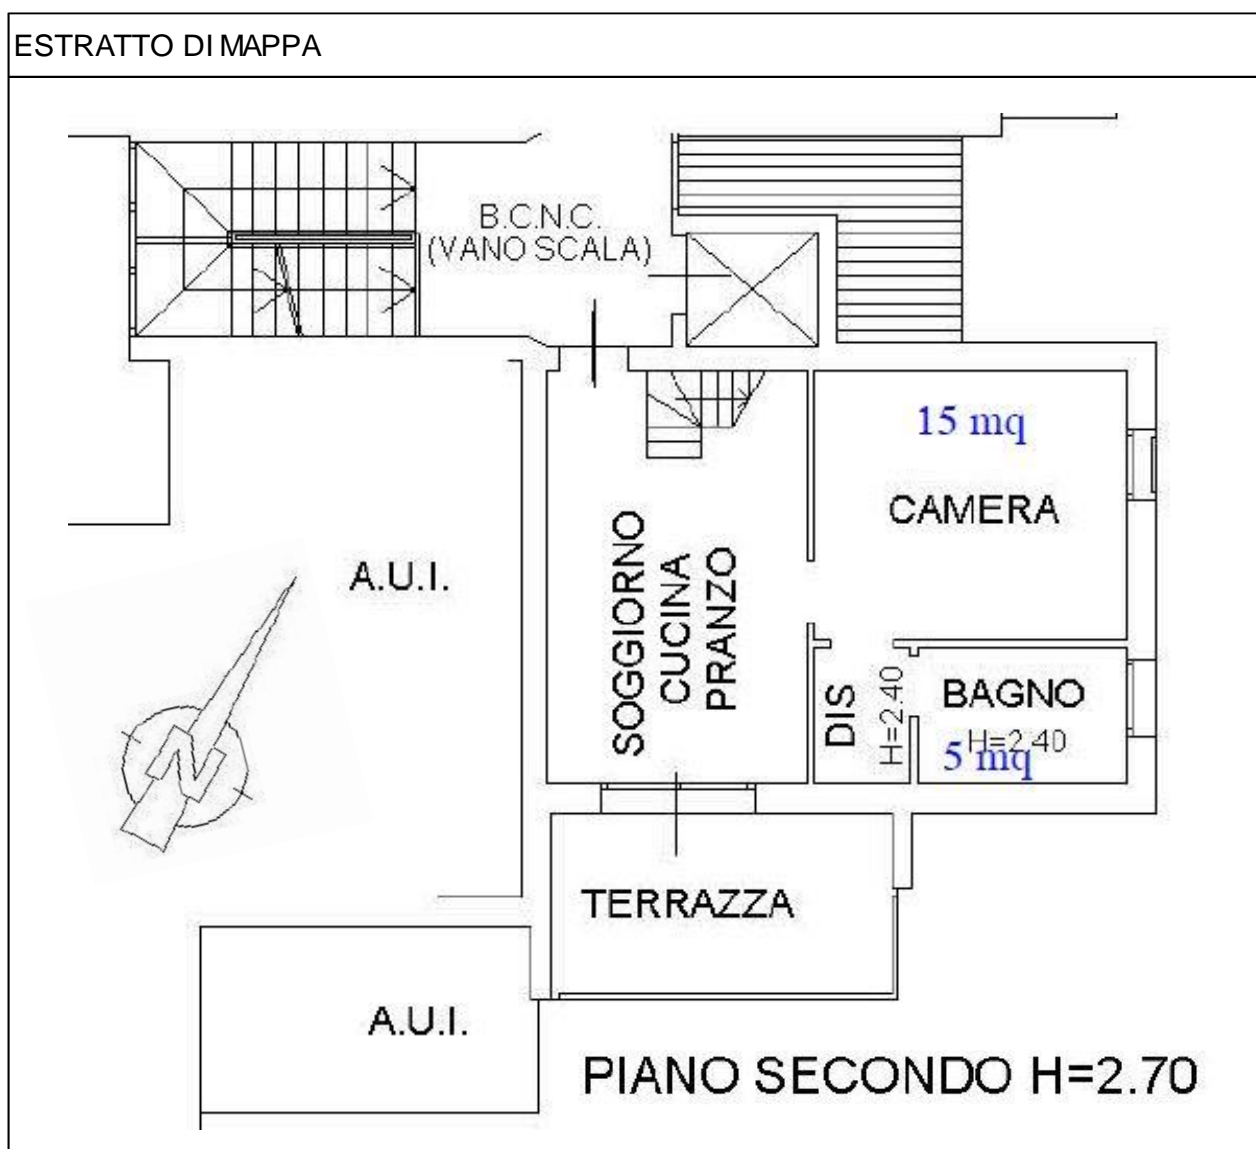 ESTRATTO DI MAPPA
B.C.N.C.
(VANO SCALA)
15 mq
CAMERA
A.U.I.
SOGGIORNO
CUCINA
PRANZO
DIS
H=2.40
BAGNO
H=2.40
5 mq
N
TERRAZZA
A.U.I.
PIANO SECONDO H=2.70